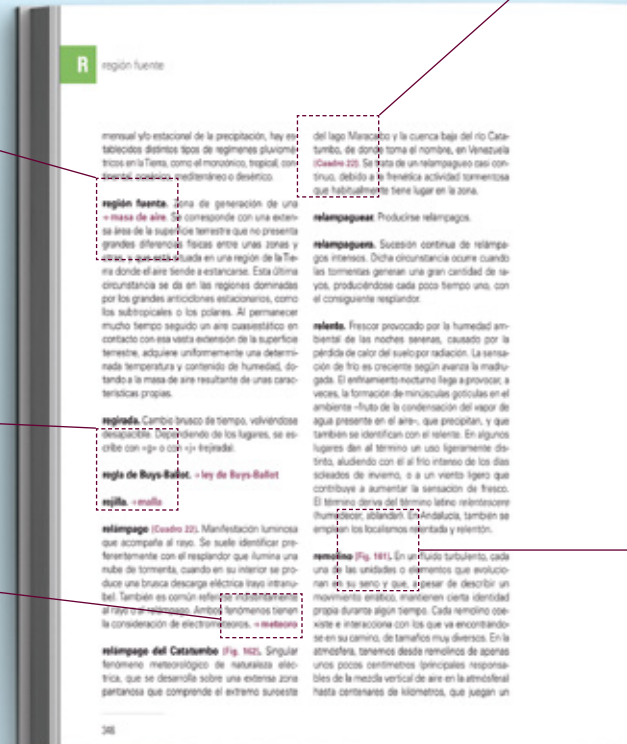 R región fuente
mensual y/o estacional de la precipitación, hay es-
tablecidos distintos tipos de regímenes pluviomé-
tricos en la Tierra, como el monzónico, tropical, con-
tinental, oceánico, mediterráneo o desértico.
región fuente. Zona de generación de una
→masa de aire. Se corresponde con una exten-
sa área de la superficie terrestre que no presenta
grandes diferencias físicas entre unas zonas y
otras, y que está situada en una región de la Tie-
rra donde el aire tiende a estancarse. Esta última
circunstancia se da en las regiones dominadas
por los grandes anticiclones estacionarios, como
los subtropicales o los polares. Al permanecer
mucho tiempo seguido un aire cuasiestático en
contacto con esa vasta extensión de la superficie
terrestre, adquiere uniformemente una determi-
nada temperatura y contenido de humedad, do-
tando a la masa de aire resultante de unas carac-
terísticas propias.
regirada. Cambio brusco de tiempo, volviéndose
desapacible. Dependiendo de los lugares, se es-
cribe con «g» o con «j» (rejirada).
regla de Buys-Ballot. →ley de Buys-Ballot
rejilla. →malla
relámpago (Cuadro 22). Manifestación luminosa
que acompaña al rayo. Se suele identificar pre-
ferentemente con el resplandor que ilumina una
nube de tormenta, cuando en su interior se pro-
duce una brusca descarga eléctrica (rayo intranu-
be). También es común referirse indistintamente
al rayo o al relámpago. Ambos fenómenos tienen
la consideración de electrometeoros. →meteoro
relámpago del Catatumbo (Fig. 162). Singular
fenómeno meteorológico de naturaleza eléc-
trica, que se desarrolla sobre una extensa zona
pantanosa que comprende el extremo suroeste
del lago Maracaibo y la cuenca baja del río Cata-
tumbo, de donde toma el nombre, en Venezuela
(Cuadro 22). Se trata de un relampagueo casi con-
tinuo, debido a la frenética actividad tormentosa
que habitualmente tiene lugar en la zona.
relampaguear. Producirse relámpagos.
relampaguera. Sucesión continua de relámpa-
gos intensos. Dicha circunstancia ocurre cuando
las tormentas generan una gran cantidad de ra-
yos, produciéndose cada poco tiempo uno, con
el consiguiente resplandor.
relente. Frescor provocado por la humedad am-
biental de las noches serenas, causado por la
pérdida de calor del suelo por radiación. La sensa-
ción de frío es creciente según avanza la madru-
gada. El enfriamiento nocturno llega a provocar, a
veces, la formación de minúsculas gotículas en el
ambiente –fruto de la condensación del vapor de
agua presente en el aire–, que precipitan, y que
también se identifican con el relente. En algunos
lugares dan al término un uso ligeramente dis-
tinto, aludiendo con él al frío intenso de los días
soleados de invierno, o a un viento ligero que
contribuye a aumentar la sensación de fresco.
El término deriva del término latino relentescere
(humedecer, ablandar). En Andalucía, también se
emplean los localismos relentada y relentón.
remolino (Fig. 181). En un fluido turbulento, cada
una de las unidades o elementos que evolucio-
nan en su seno y que, a pesar de describir un
movimiento errático, mantienen cierta identidad
propia durante algún tiempo. Cada remolino coe-
xiste e interacciona con los que va encontrándo-
se en su camino, de tamaños muy diversos. En la
atmósfera, tenemos desde remolinos de apenas
unos pocos centímetros (principales responsa-
bles de la mezcla vertical de aire en la atmósfera)
hasta centenares de kilómetros, que juegan un
346